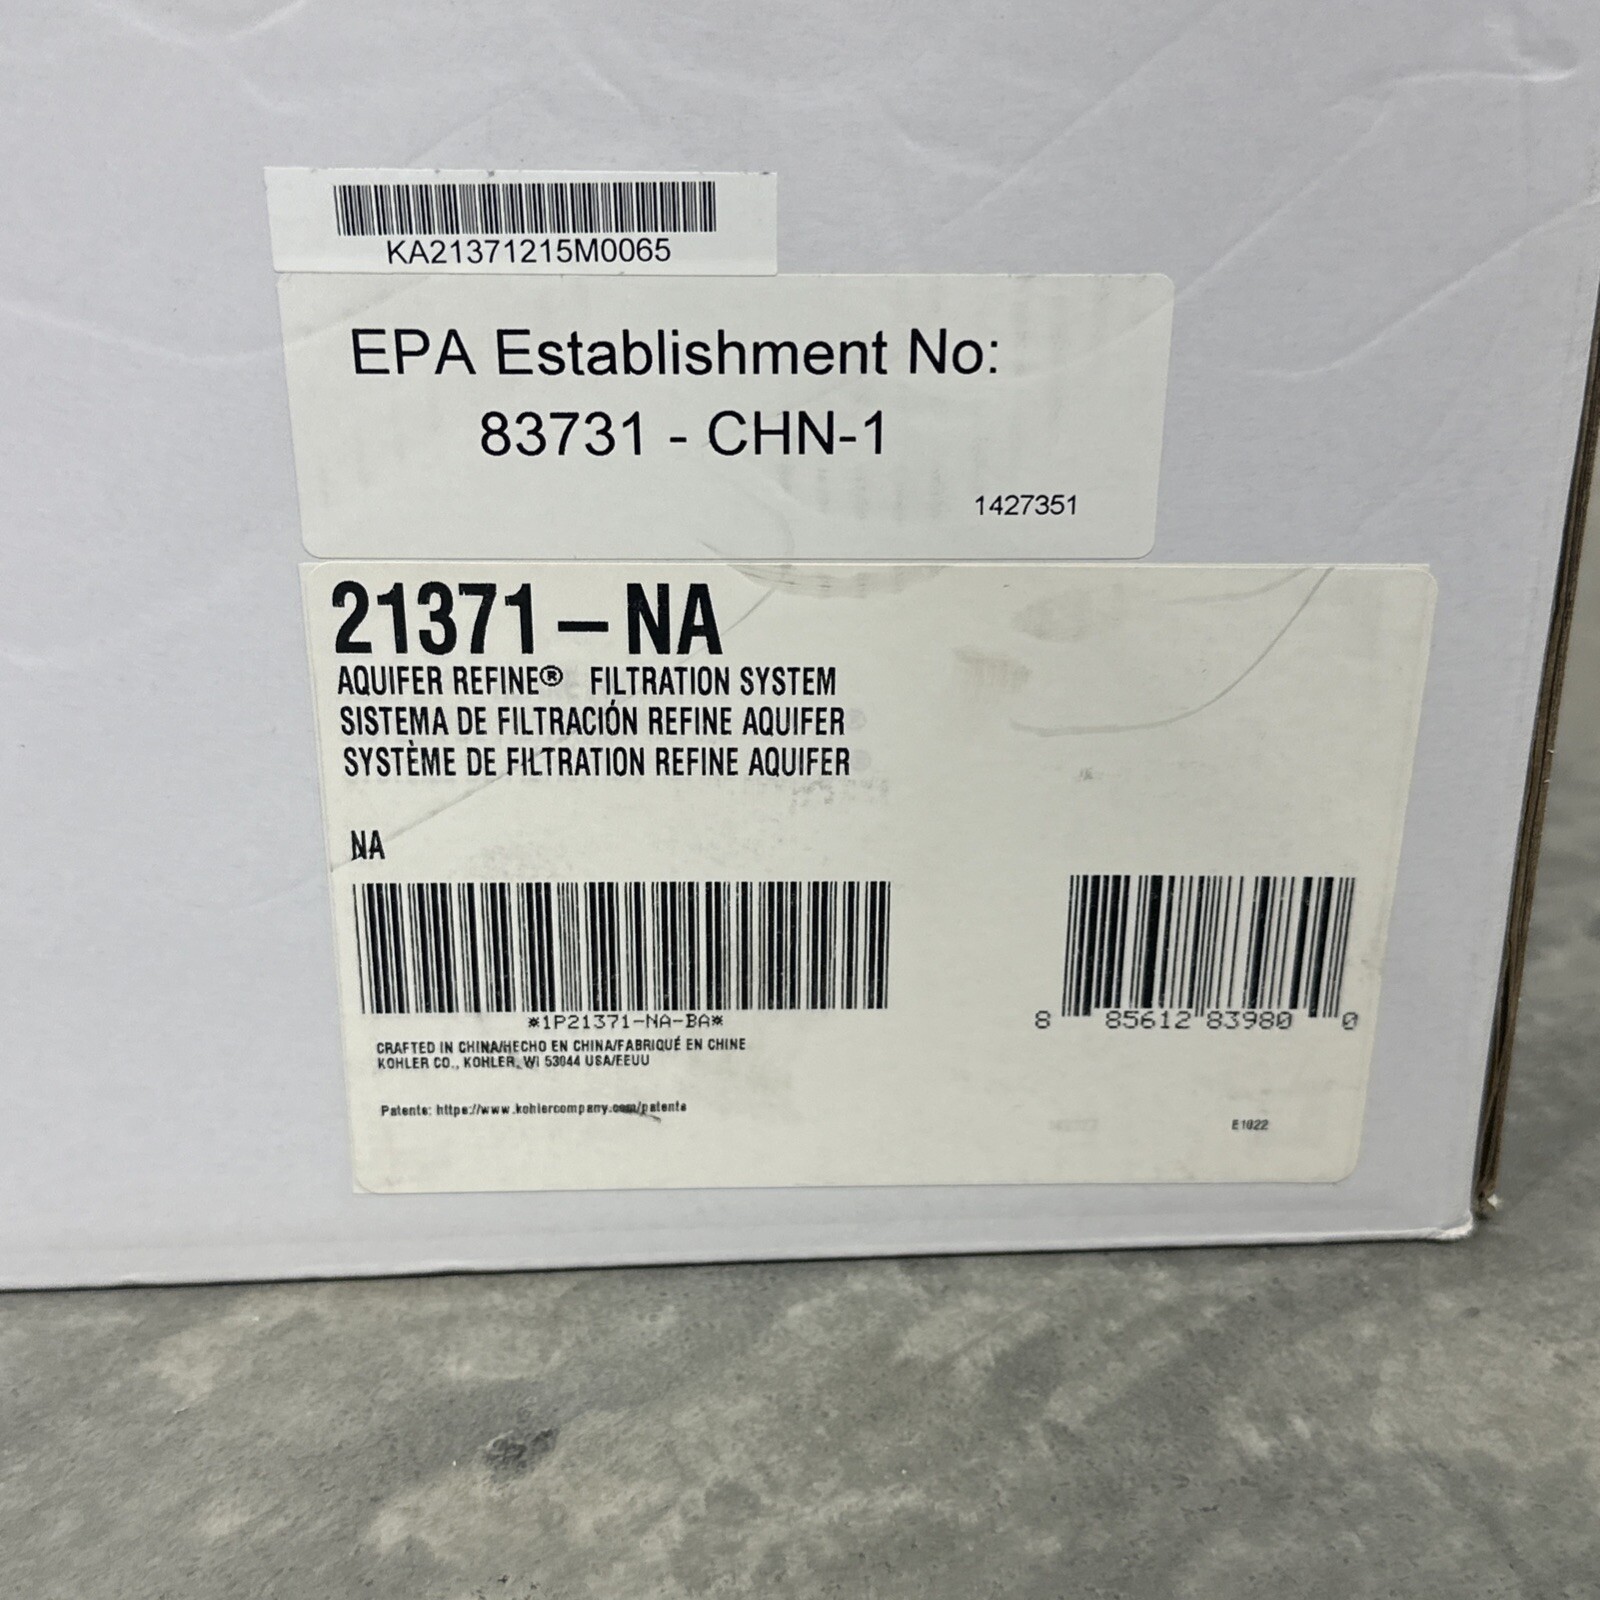 KA21371215M0065
EPA Establishment No:
83731 - CHN-1
1427351
21371-NA
AQUIFER REFINE® FILTRATION SYSTEM
SISTEMA DE FILTRACIÓN REFINE AQUIFER
SYSTÈME DE FILTRATION REFINE AQUIFER
NA
*1P21371-NA-BA*
8 85612 83980 0
CRAFTED IN CHINA/HECHO EN CHINA/FABRIQUÉ EN CHINE
KOHLER CO., KOHLER, WI 53044 USA/EEUU
Patents: https://www.kohlercompany.com/patents
E1022